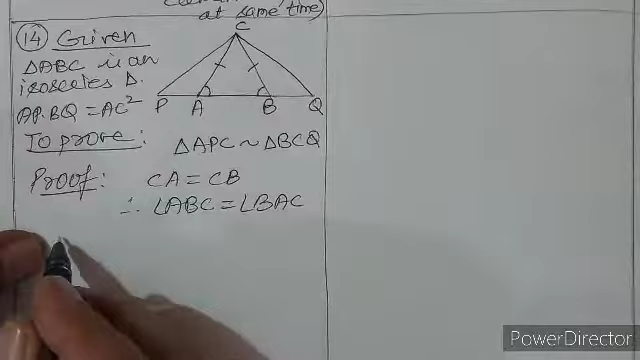 at same time)
14 Given
C
ΔABC is an
isosceles Δ.
AP.BQ = AC²
P A B Q
To prove: ΔAPC ~ ΔBCQ
Proof: CA = CB
∴ ∠ABC = ∠BAC
PowerDirector